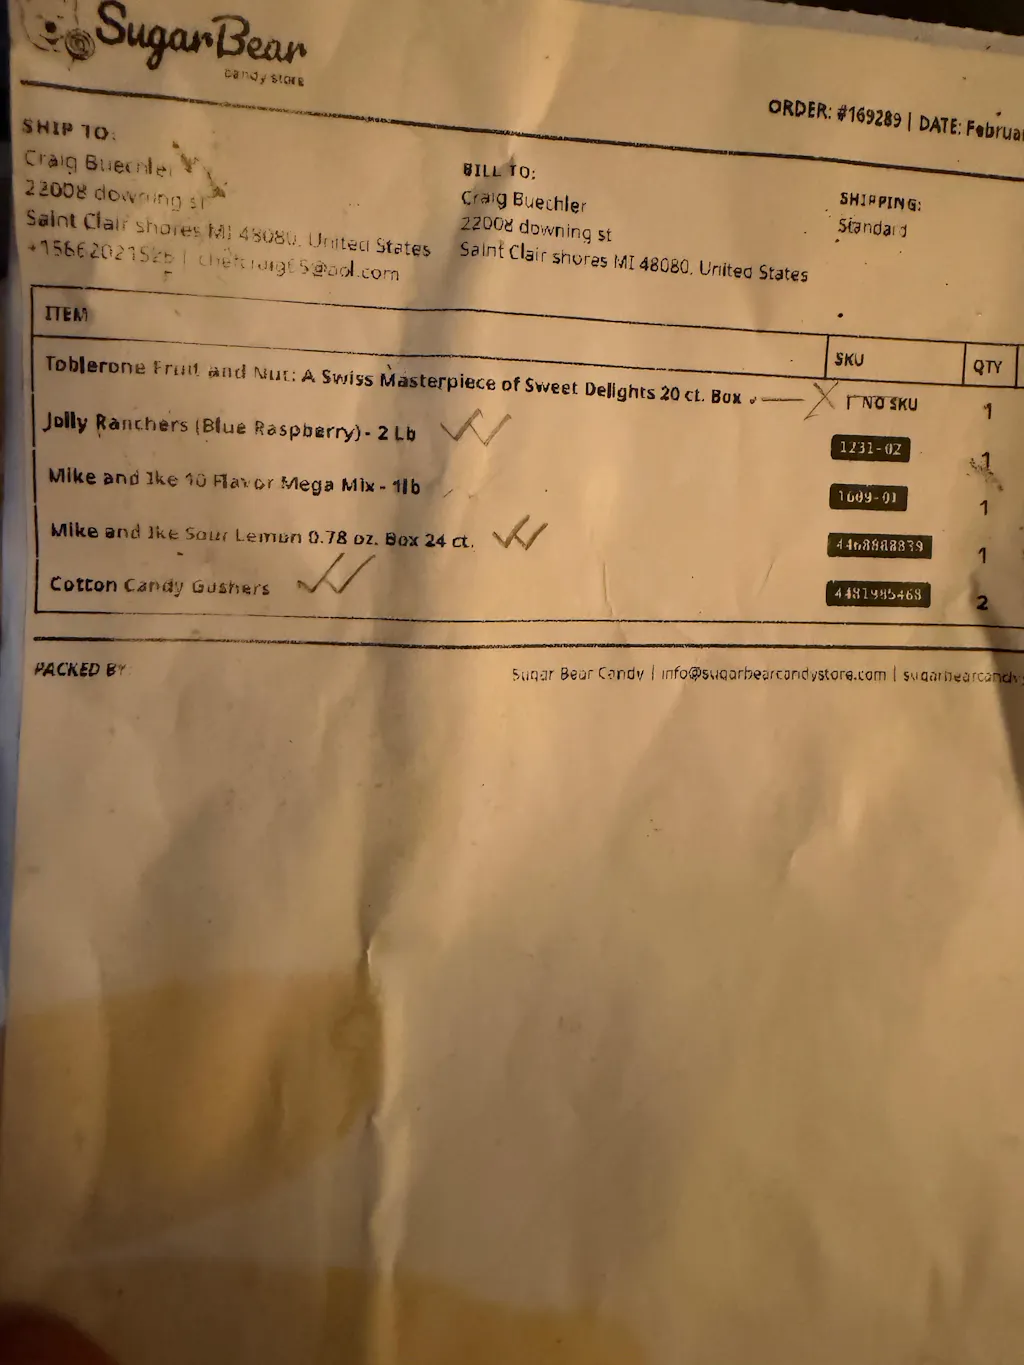 SugarBear
candy store
ORDER: #169289 | DATE: Februar
SHIP TO:
Craig Buechler
22008 downing st
Saint Clair shores MI 48080, United States
BILL TO:
Craig Buechler
22008 downing st
Saint Clair shores MI 48080, United States
SHIPPING:
Standard
ITEM SKU QTY
Toblerone Fruit and Nut: A Swiss Masterpiece of Sweet Delights 20 ct. Box NO SKU 1
Jolly Ranchers (Blue Raspberry) - 2 Lb 1231-02 1
Mike and Ike 10 Flavor Mega Mix - 1lb 1609-01 1
Mike and Ike Sour Lemon 0.78 oz. Box 24 ct. 1
Cotton Candy Gushers 4481985468 2
PACKED BY:
Sugar Bear Candy | info@sugarbearcandystore.com | sugarbearcandys